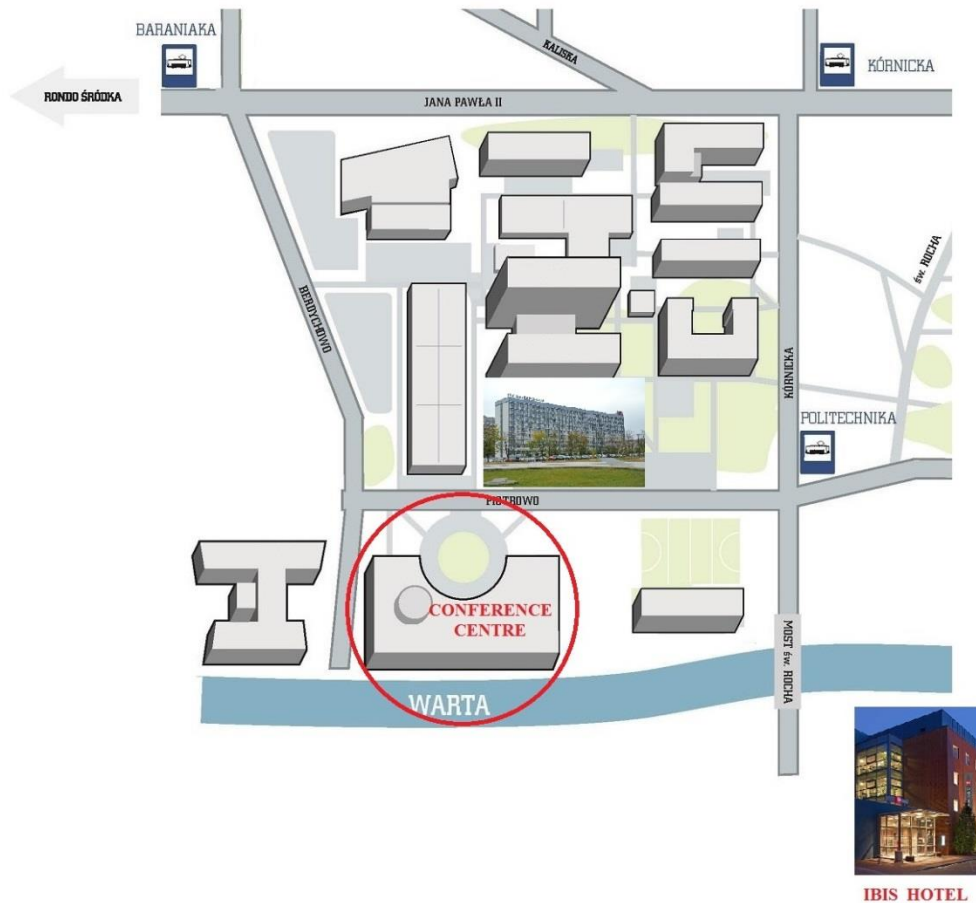 BARANIAKA
KALISKA
KÓRNICKA
RONDO ŚRÓDKA
JANA PAWŁA II
św. ROCHA
BERDYCHOWO
KÓRNICKA
POLITECHNIKA
PIOTROWO
CONFERENCE
CENTRE
MOST św. ROCHA
WARTA
IBIS HOTEL